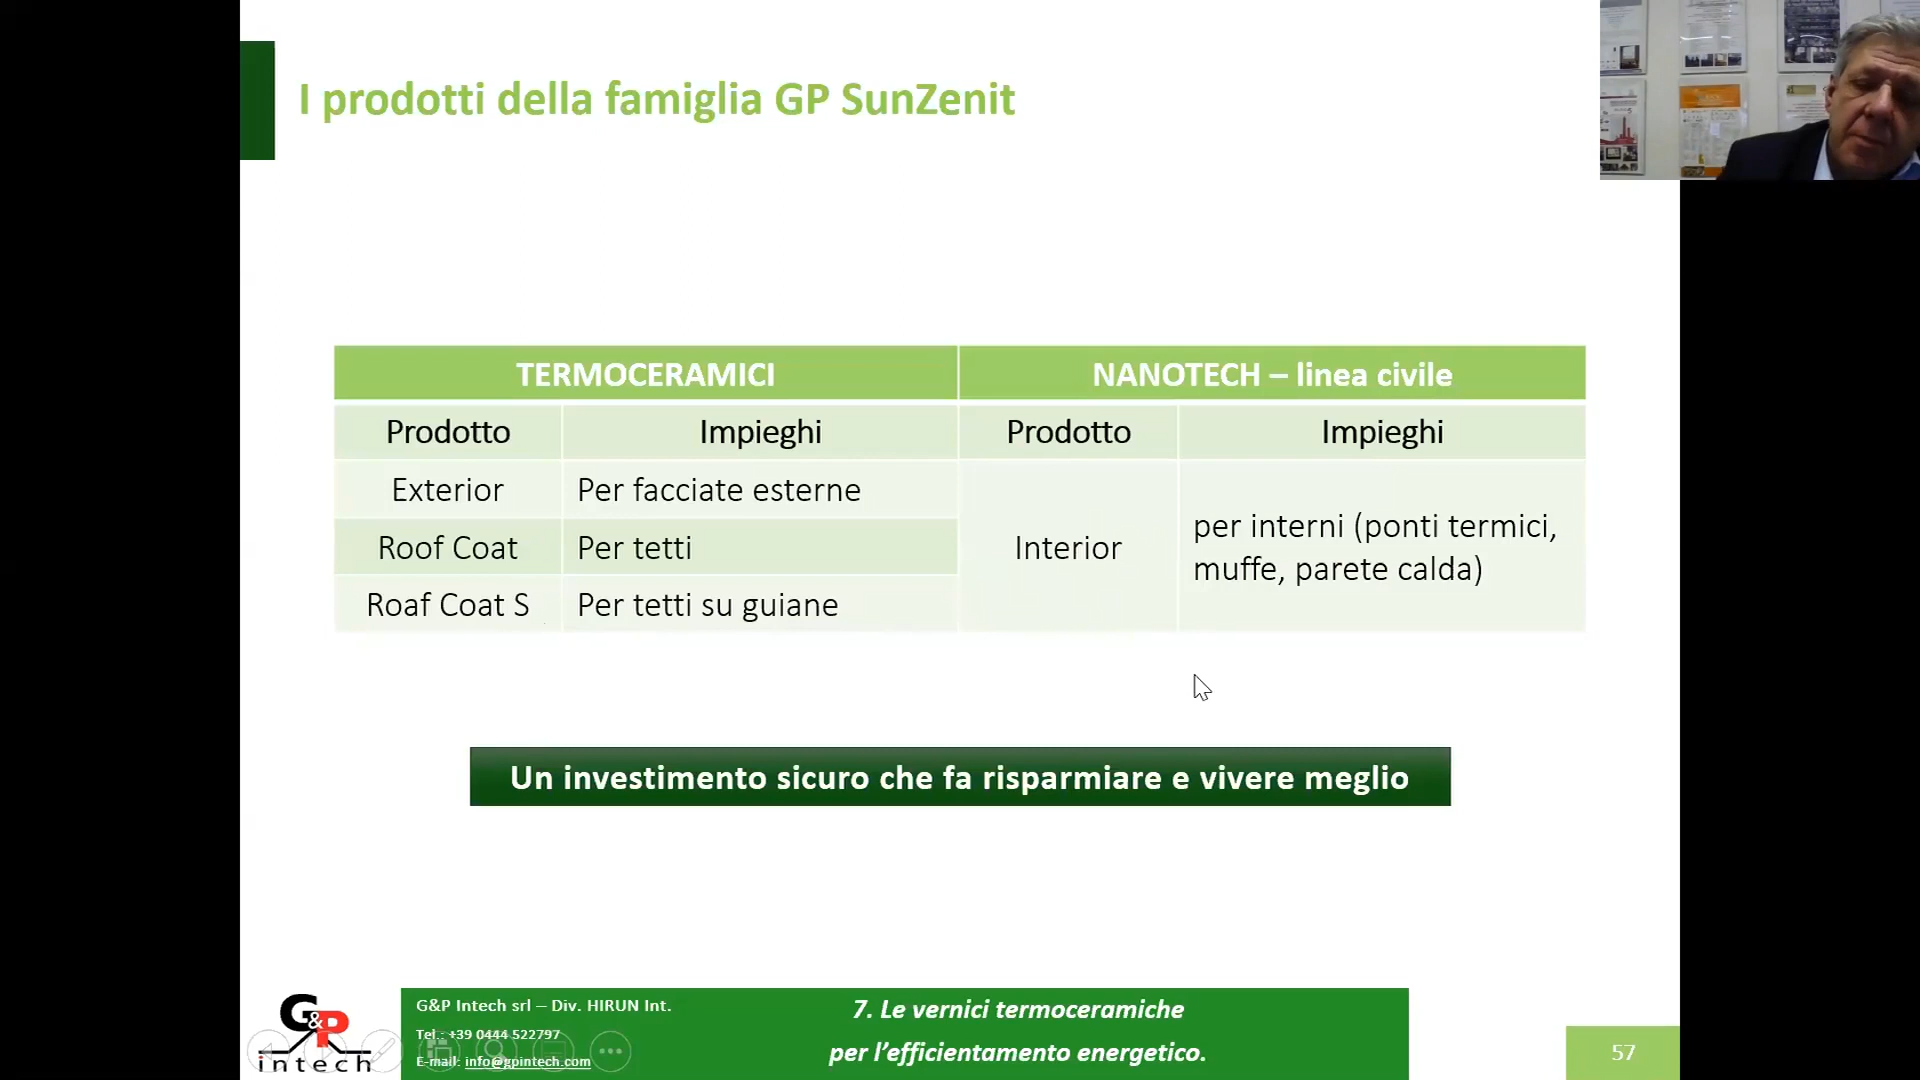 I prodotti della famiglia GP SunZenit
TERMOCERAMICI
NANOTECH – linea civile
Prodotto
Impieghi
Prodotto
Impieghi
Exterior
Per facciate esterne
Roof Coat
Per tetti
Roaf Coat S
Per tetti su guiane
Interior
per interni (ponti termici,
muffe, parete calda)
Un investimento sicuro che fa risparmiare e vivere meglio
G&P
intech
G&P Intech srl – Div. HIRUN Int.
Tel.: +39 0444 522797
E-mail: info@gpintech.com
7. Le vernici termoceramiche
per l’efficientamento energetico.
57